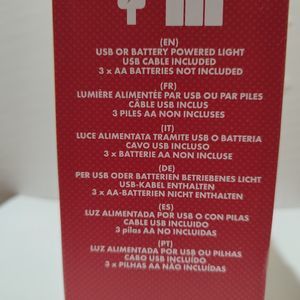 (EN)
USB OR BATTERY POWERED LIGHT
USB CABLE INCLUDED
3 x AA BATTERIES NOT INCLUDED
(FR)
LUMIÈRE ALIMENTÉE PAR USB OU PAR PILES
CÂBLE USB INCLUS
3 PILES AA NON INCLUSES
(IT)
LUCE ALIMENTATA TRAMITE USB O BATTERIA
CAVO USB INCLUSO
3 x BATTERIE AA NON INCLUSE
(DE)
PER USB ODER BATTERIEN BETRIEBENES LICHT
USB-KABEL ENTHALTEN
3 x AA-BATTERIEN NICHT ENTHALTEN
(ES)
LUZ ALIMENTADA POR USB O CON PILAS
CABLE USB INCLUIDO
3 pilas AA NO INCLUIDAS
(PT)
LUZ ALIMENTADA POR USB OU PILHAS
CABO USB INCLUÍDO
3 x PILHAS AA NÃO INCLUÍDAS